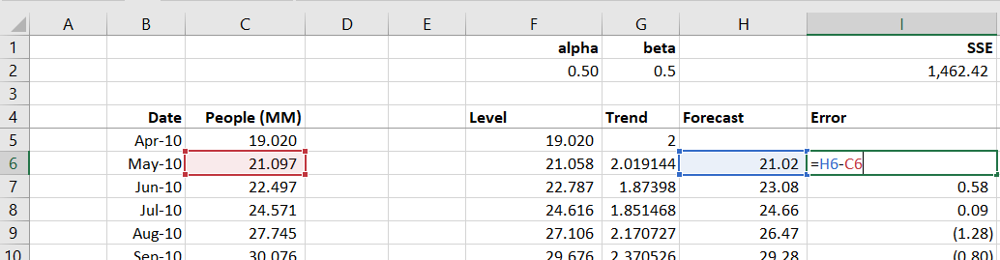 A B C D E F G H I
1 alpha beta SSE
2 0.50 0.5 1,462.42
3
4 Date People (MM) Level Trend Forecast Error
5 Apr-10 19.020 19.020 2
6 May-10 21.097 21.058 2.019144 21.02 =H6-C6
7 Jun-10 22.497 22.787 1.87398 23.08 0.58
8 Jul-10 24.571 24.616 1.851468 24.66 0.09
9 Aug-10 27.745 27.106 2.170727 26.47 (1.28)
10 Sep-10 30.076 29.676 2.370526 29.28 (0.80)